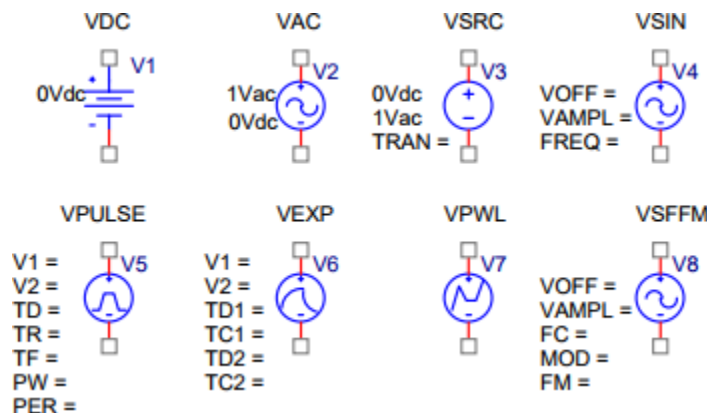 VDC
V1
0Vdc
VAC
V2
1Vac
0Vdc
VSRC
V3
0Vdc
1Vac
TRAN =
VSIN
V4
VOFF =
VAMPL =
FREQ =
VPULSE
V5
V1 =
V2 =
TD =
TR =
TF =
PW =
PER =
VEXP
V6
V1 =
V2 =
TD1 =
TC1 =
TD2 =
TC2 =
VPWL
V7
VSFFM
V8
VOFF =
VAMPL =
FC =
MOD =
FM =